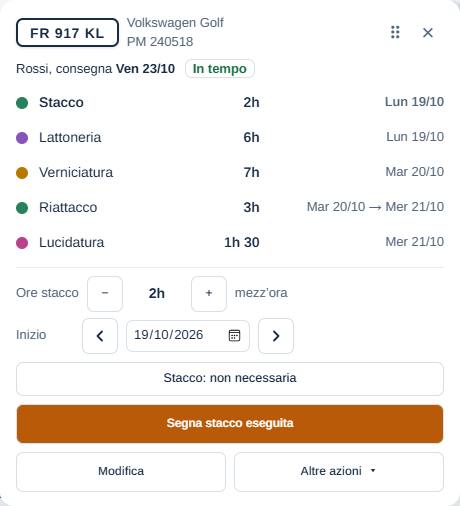 FR 917 KL
Volkswagen Golf
PM 240518
Rossi, consegna Ven 23/10 In tempo
Stacco 2h Lun 19/10
Lattoneria 6h Lun 19/10
Verniciatura 7h Mar 20/10
Riattacco 3h Mar 20/10 → Mer 21/10
Lucidatura 1h 30 Mer 21/10
Ore stacco − 2h + mezz'ora
Inizio 19/10/2026
Stacco: non necessaria
Segna stacco eseguita
Modifica Altre azioni